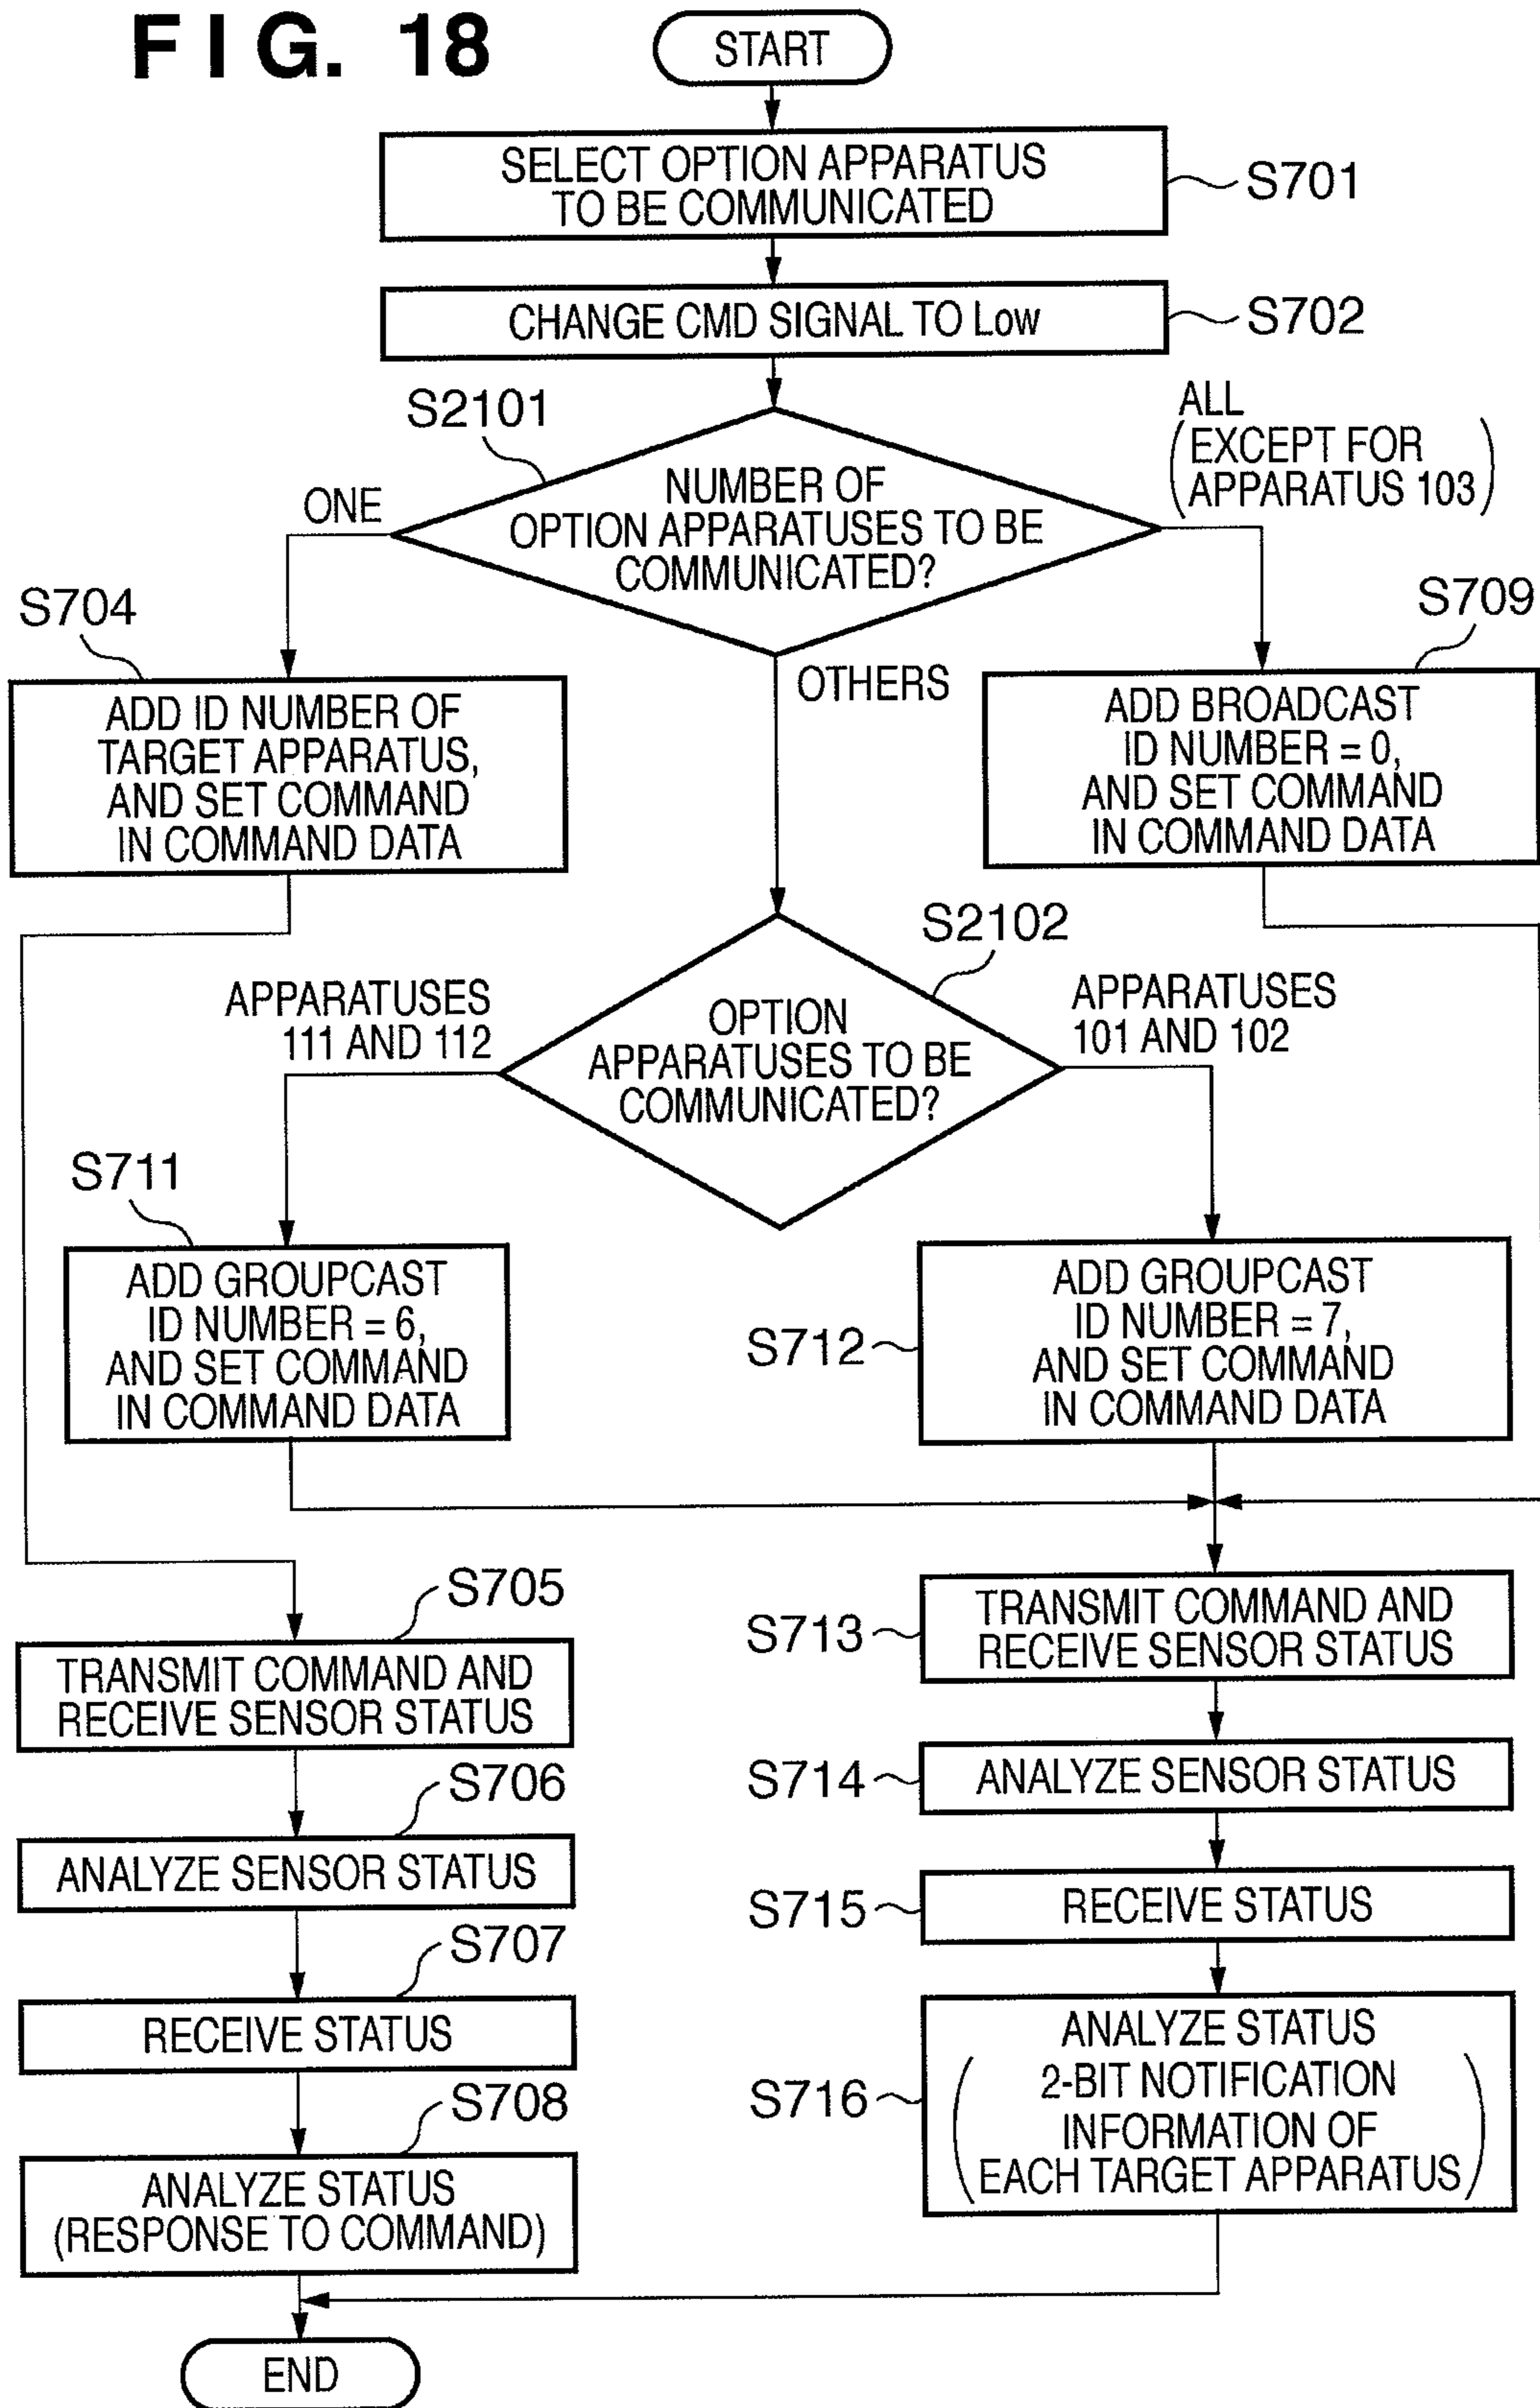 FIG. 18
START
SELECT OPTION APPARATUS
TO BE COMMUNICATED
S701
CHANGE CMD SIGNAL TO Low
S702
S2101
NUMBER OF
OPTION APPARATUSES TO BE
COMMUNICATED?
ONE
ALL
(EXCEPT FOR
APPARATUS 103)
OTHERS
S704
ADD ID NUMBER OF
TARGET APPARATUS,
AND SET COMMAND
IN COMMAND DATA
S709
ADD BROADCAST
ID NUMBER = 0,
AND SET COMMAND
IN COMMAND DATA
S2102
OPTION
APPARATUSES TO BE
COMMUNICATED?
APPARATUSES
111 AND 112
APPARATUSES
101 AND 102
S711
ADD GROUPCAST
ID NUMBER = 6,
AND SET COMMAND
IN COMMAND DATA
S712
ADD GROUPCAST
ID NUMBER = 7,
AND SET COMMAND
IN COMMAND DATA
S705
TRANSMIT COMMAND AND
RECEIVE SENSOR STATUS
S706
ANALYZE SENSOR STATUS
S707
RECEIVE STATUS
S708
ANALYZE STATUS
(RESPONSE TO COMMAND)
S713
TRANSMIT COMMAND AND
RECEIVE SENSOR STATUS
S714
ANALYZE SENSOR STATUS
S715
RECEIVE STATUS
S716
ANALYZE STATUS
(2-BIT NOTIFICATION
INFORMATION OF
EACH TARGET APPARATUS)
END